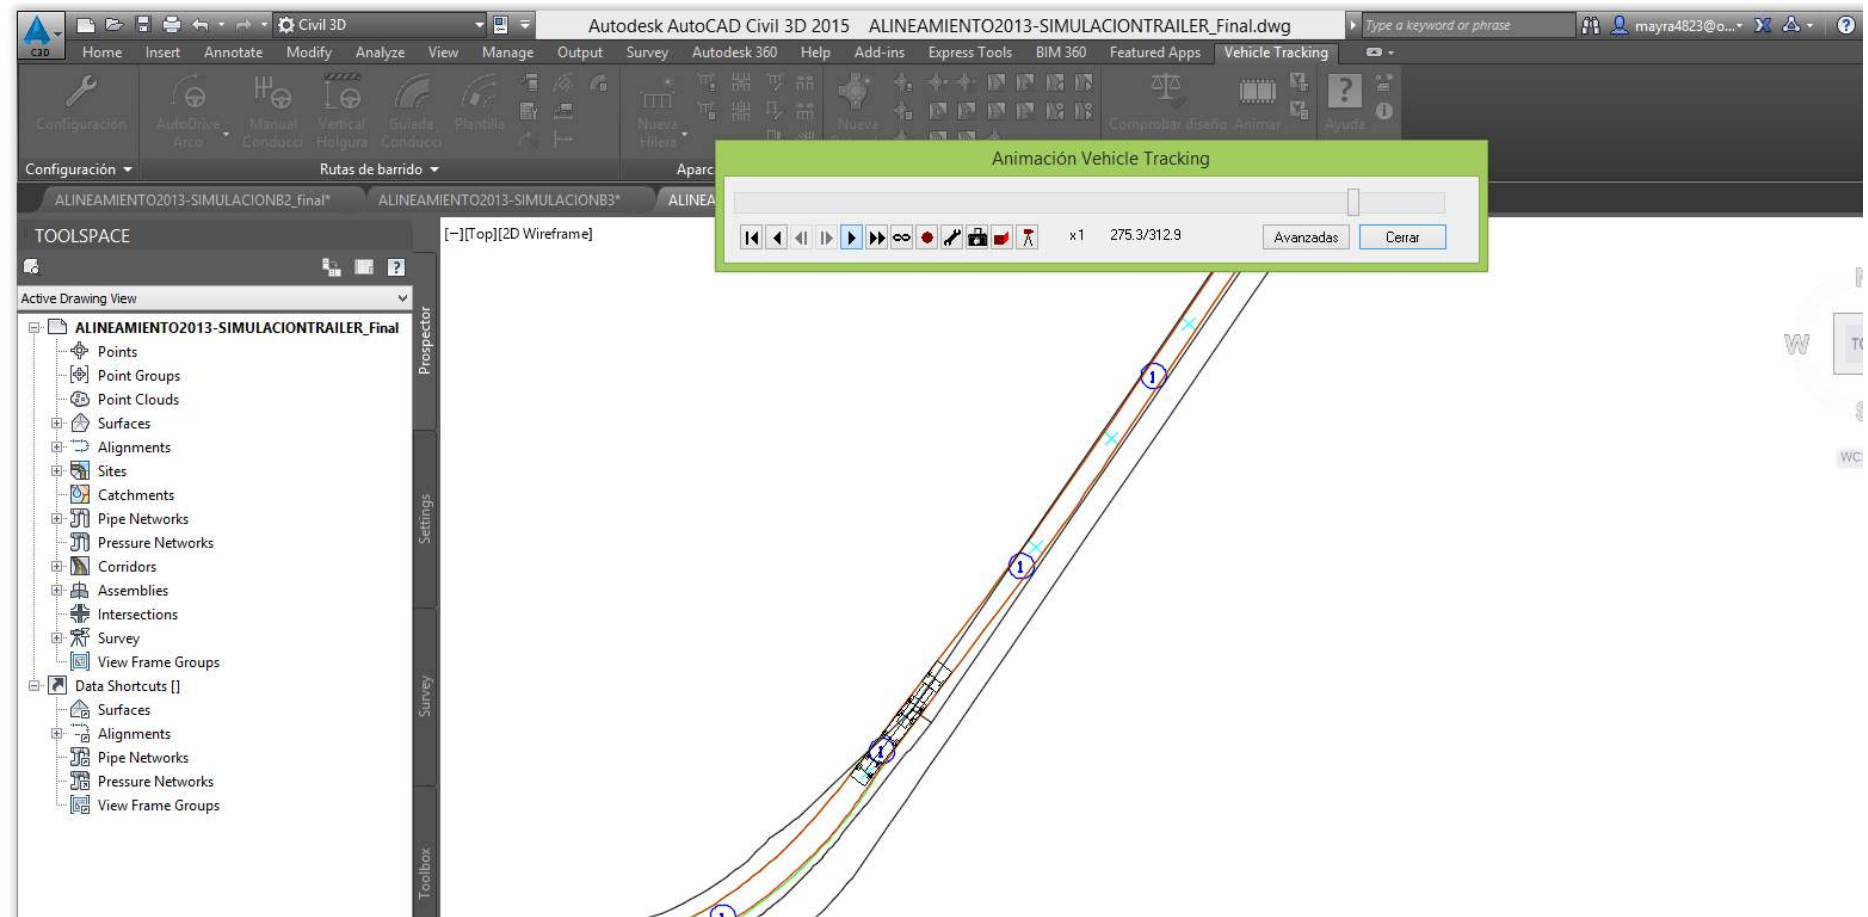 Civil 3D
Autodesk AutoCAD Civil 3D 2015 ALINEAMIENTO2013-SIMULACIONTRAILER_Final.dwg
Type a keyword or phrase
mayra4823@o...
C3D
Home Insert Annotate Modify Analyze View Manage Output Survey Autodesk 360 Help Add-ins Express Tools BIM 360 Featured Apps Vehicle Tracking
Configuración
AutoDrive Arco
Manual Conducci
Vertical Holgura
Guiada Conducci
Plantilla
Nueva Hilera
Nueva
Comprobar diseño
Animar
Ayuda
Configuración
Rutas de barrido
Aparc
ALINEAMIENTO2013-SIMULACIONB2_final*
ALINEAMIENTO2013-SIMULACIONB3*
ALINEA
Animación Vehicle Tracking
x1
275.3/312.9
Avanzadas
Cerrar
TOOLSPACE
Active Drawing View
ALINEAMIENTO2013-SIMULACIONTRAILER_Final
Points
Point Groups
Point Clouds
Surfaces
Alignments
Sites
Catchments
Pipe Networks
Pressure Networks
Corridors
Assemblies
Intersections
Survey
View Frame Groups
Data Shortcuts []
Surfaces
Alignments
Pipe Networks
Pressure Networks
View Frame Groups
Prospector
Settings
Survey
Toolbox
[−][Top][2D Wireframe]
1
1
1
1
W
TO
S
WC